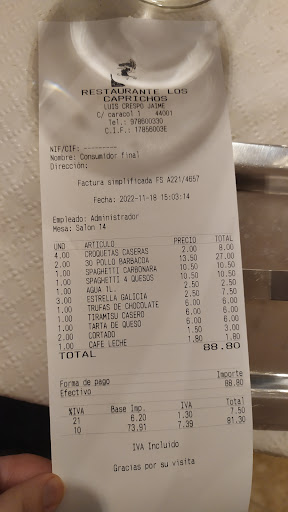 RESTAURANTE LOS
CAPRICHOS
LUIS CRESPO JAIME
C/ caracol 1 44001
Tel.: 978600330
C.I.F.: 17856003E
NIF/CIF: ----------
Nombre: Consumidor final
Dirección:
Factura simplificada FS A221/4657
Fecha: 2022-11-18 15:03:14
Empleado: Administrador
Mesa: Salon 14
UND ARTICULO PRECIO TOTAL
4.00 CROQUETAS CASERAS 2.00 8.00
2.00 30 POLLO BARBACOA 13.50 27.00
1.00 SPAGHETTI CARBONARA 10.50 10.50
1.00 SPAGHETTI 4 QUESOS 10.50 10.50
1.00 AGUA 1L. 2.50 2.50
3.00 ESTRELLA GALICIA 2.50 7.50
1.00 TRUFAS DE CHOCOLATE 6.00 6.00
1.00 TIRAMISU CASERO 6.00 6.00
1.00 TARTA DE QUESO 6.00 6.00
2.00 CORTADO 1.50 3.00
1.00 CAFE LECHE 1.80 1.80
TOTAL 88.80
Forma de pago Importe
Efectivo 88.80
%IVA Base Imp. IVA Total
21 6.20 1.30 7.50
10 73.91 7.39 81.30
IVA Incluido
Gracias por su visita